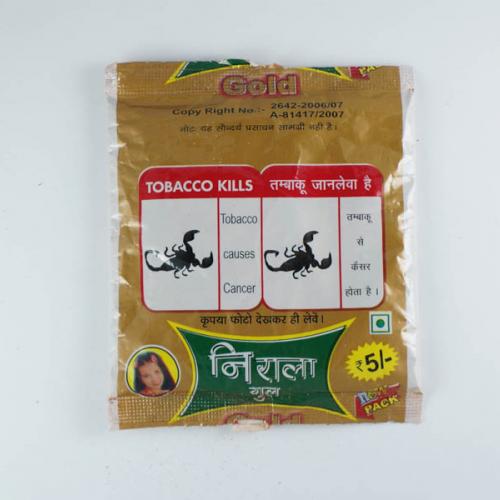 Gold
Copy Right No.:- 2642-2006/07
A-81417/2007
नोट: यह सौन्दर्य प्रसाधन सामग्री नहीं है।
TOBACCO KILLS
तम्बाकू जानलेवा है
Tobacco
causes
Cancer
तम्बाकू
से
कैंसर
होता है।
कृपया फोटो देखकर ही लेवें।
निराला
गुल
₹ 5/-
New
PACK
Gold